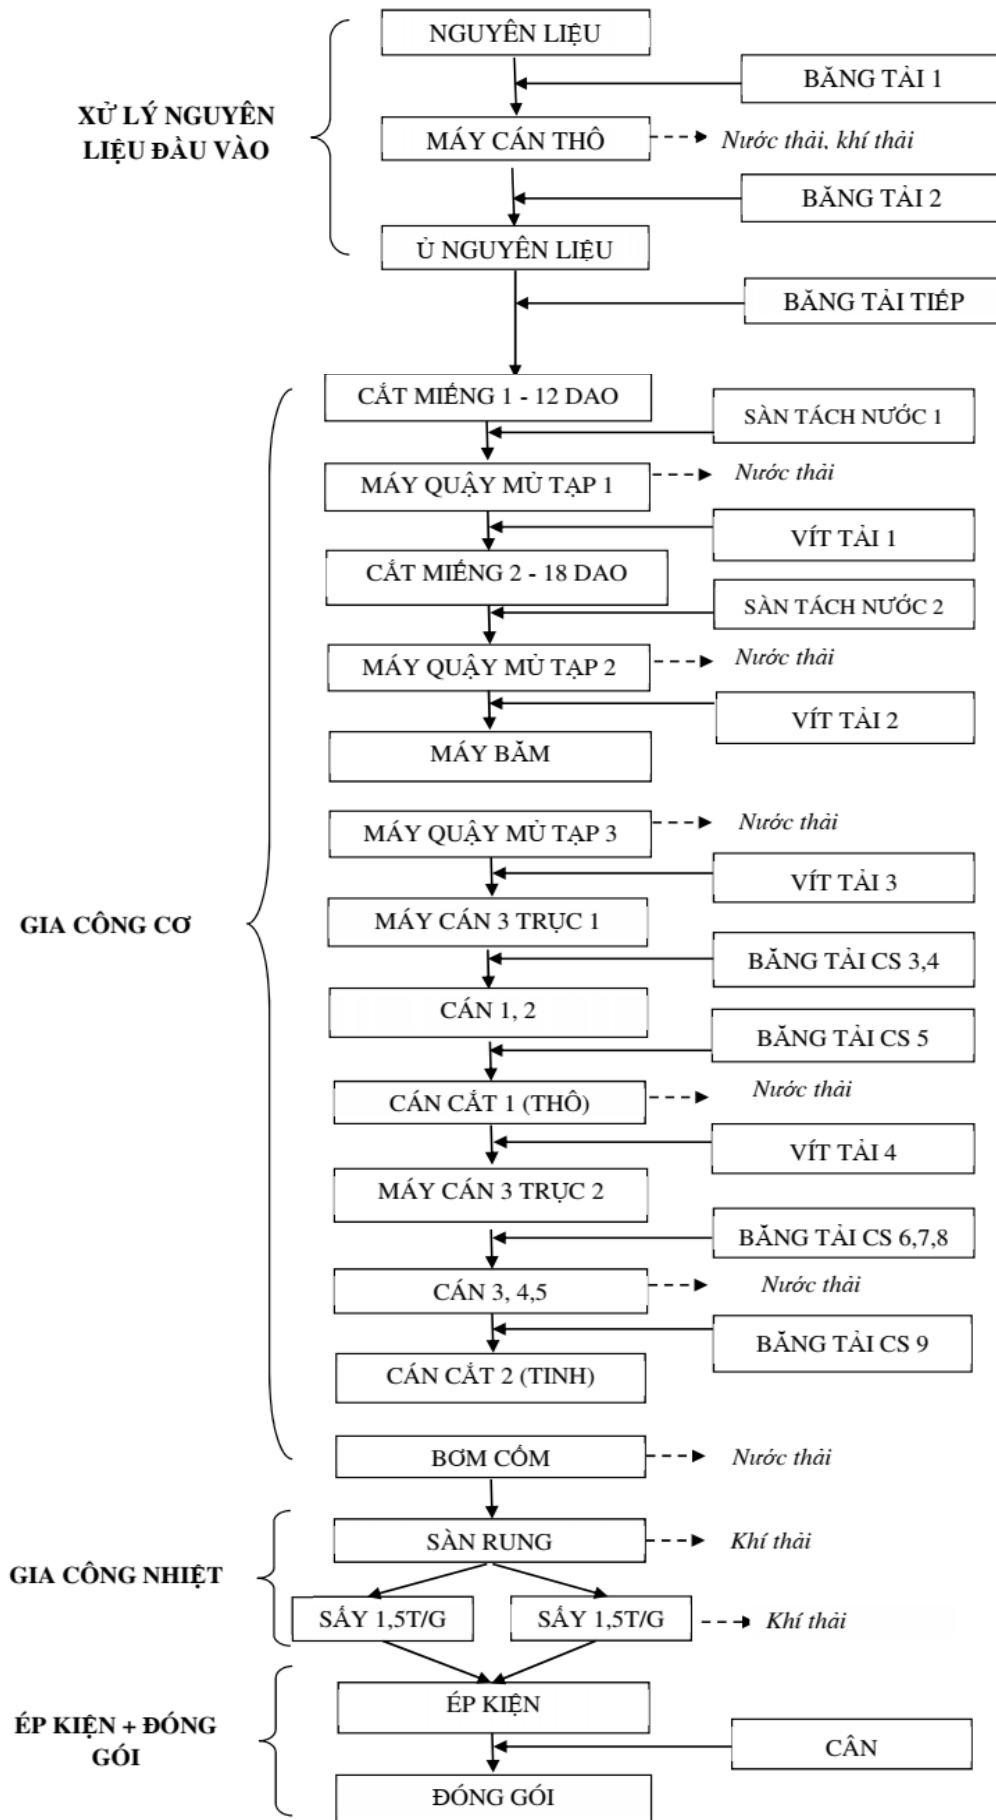 NGUYÊN LIỆU
BĂNG TẢI 1
XỬ LÝ NGUYÊN
LIỆU ĐẦU VÀO
MÁY CÁN THÔ
Nước thải, khí thải
BĂNG TẢI 2
Ủ NGUYÊN LIỆU
BĂNG TẢI TIẾP
CẮT MIẾNG 1 - 12 DAO
SÀN TÁCH NƯỚC 1
MÁY QUẬY MỦ TẠP 1
Nước thải
VÍT TẢI 1
CẮT MIẾNG 2 - 18 DAO
SÀN TÁCH NƯỚC 2
MÁY QUẬY MỦ TẠP 2
Nước thải
VÍT TẢI 2
MÁY BĂM
MÁY QUẬY MỦ TẠP 3
Nước thải
VÍT TẢI 3
GIA CÔNG CƠ
MÁY CÁN 3 TRỤC 1
BĂNG TẢI CS 3,4
CÁN 1, 2
BĂNG TẢI CS 5
CÁN CẮT 1 (THÔ)
Nước thải
VÍT TẢI 4
MÁY CÁN 3 TRỤC 2
BĂNG TẢI CS 6,7,8
CÁN 3, 4,5
Nước thải
BĂNG TẢI CS 9
CÁN CẮT 2 (TINH)
BƠM CỐM
Nước thải
SÀN RUNG
Khí thải
GIA CÔNG NHIỆT
SẤY 1,5T/G
SẤY 1,5T/G
Khí thải
ÉP KIỆN + ĐÓNG
GÓI
ÉP KIỆN
CÂN
ĐÓNG GÓI